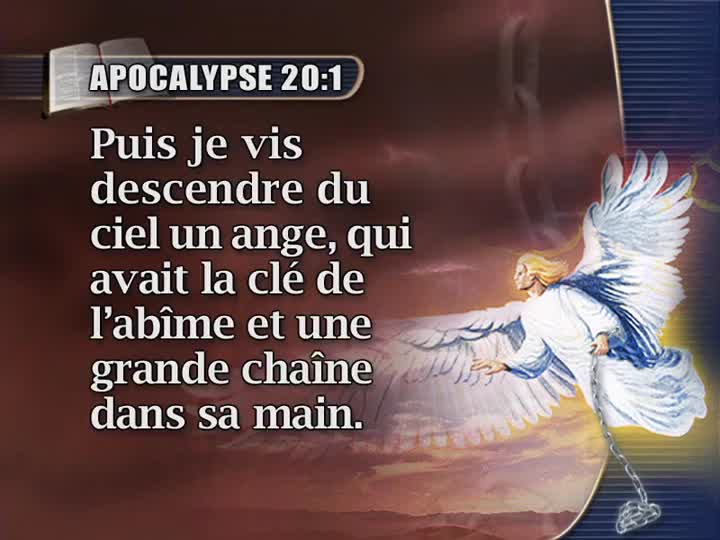 APOCALYPSE 20:1
Puis je vis
descendre du
ciel un ange, qui
avait la clé de
l'abîme et une
grande chaîne
dans sa main.